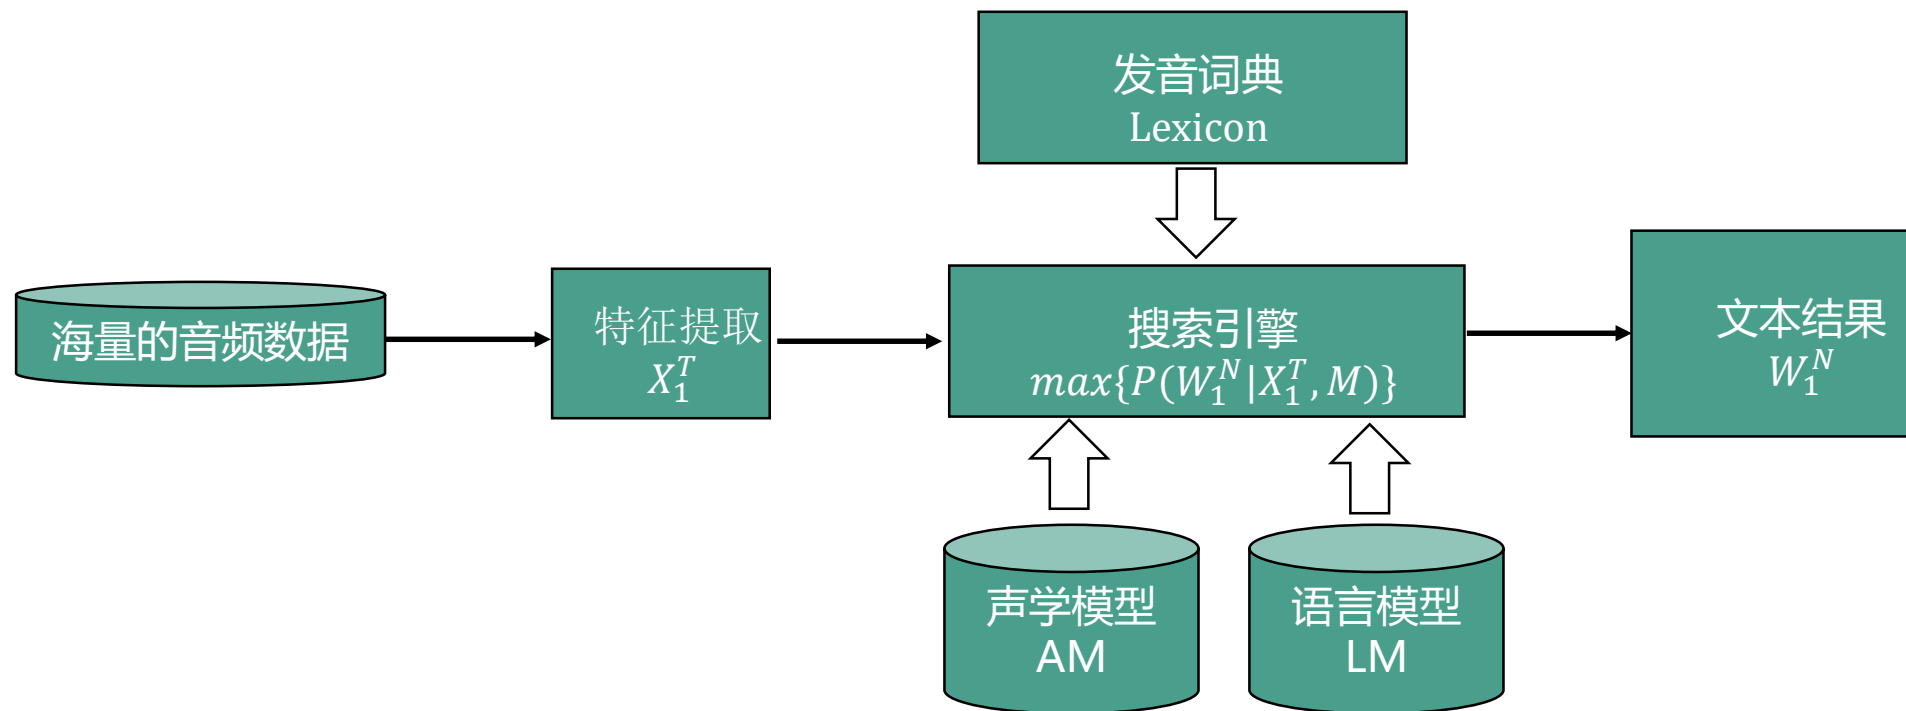 发音词典
Lexicon
海量的音频数据
特征提取
$X_1^T$
搜索引擎
$max\{P(W_1^N|X_1^T,M)\}$
文本结果
$W_1^N$
声学模型
AM
语言模型
LM